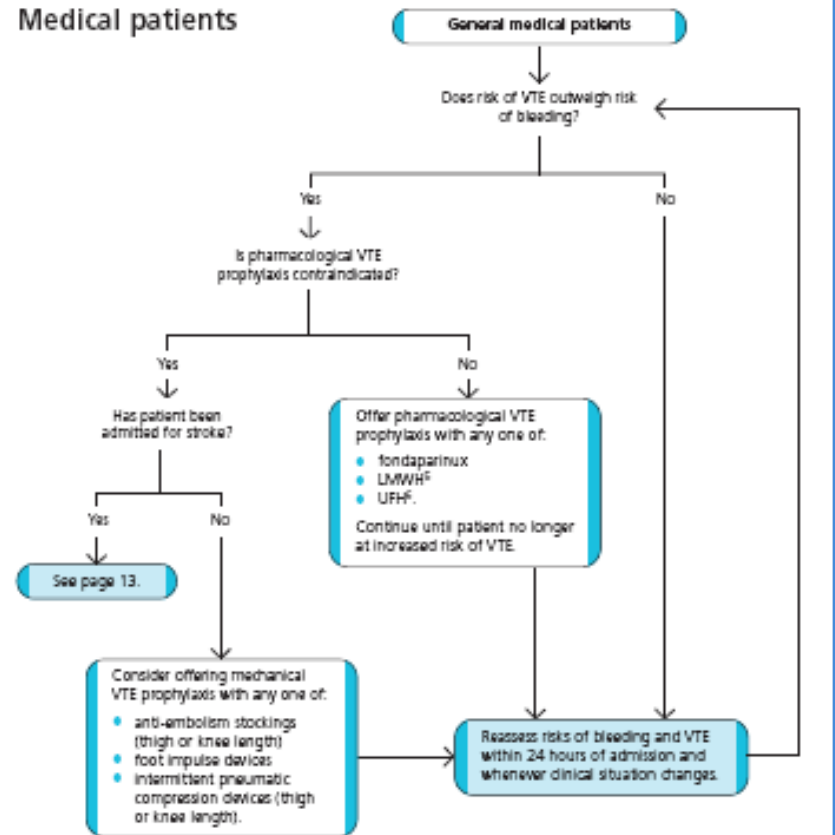 Medical patients
General medical patients
Does risk of VTE outweigh risk
of bleeding?
Yes
No
Is pharmacological VTE
prophylaxis contraindicated?
Yes
No
Has patient been
admitted for stroke?
Offer pharmacological VTE
prophylaxis with any one of:
fondaparinux
LMWH
UFH
Continue until patient no longer
at increased risk of VTE.
Yes
No
See page 13.
Consider offering mechanical
VTE prophylaxis with any one of:
anti-embolism stockings
(thigh or knee length)
foot impulse devices
intermittent pneumatic
compression devices (thigh
or knee length).
Reassess risks of bleeding and VTE
within 24 hours of admission and
whenever clinical situation changes.